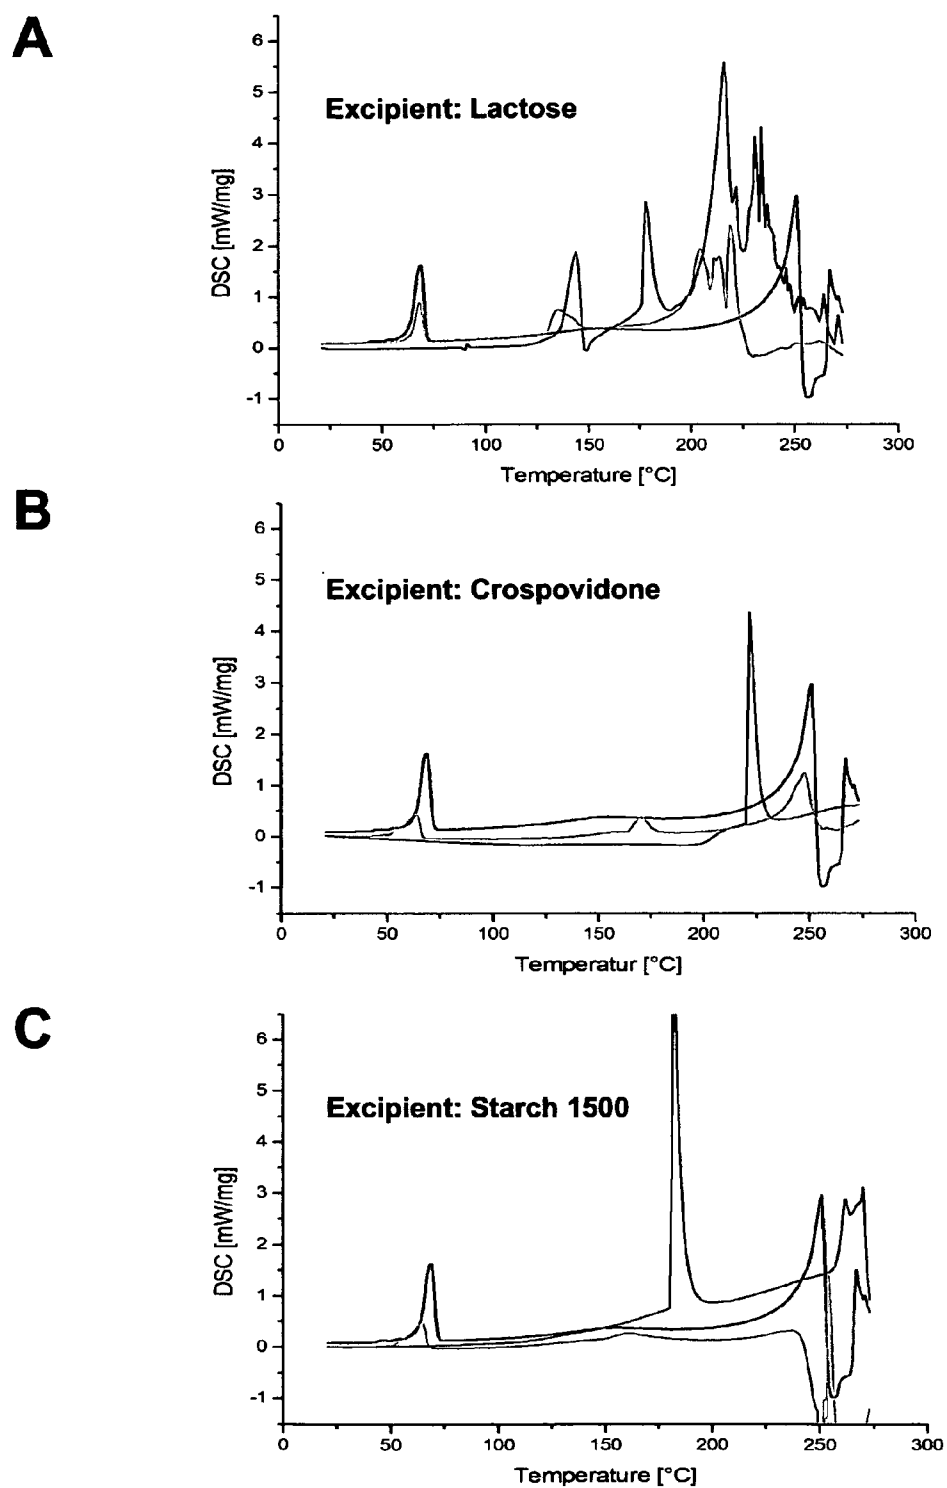 A
6
5
4
3
2
1
0
-1
DSC [mW/mg]
Excipient: Lactose
0 50 100 150 200 250 300
Temperature [°C]
B
6
5
4
3
2
1
0
-1
DSC [mW/mg]
Excipient: Crospovidone
0 50 100 150 200 250 300
Temperatur [°C]
C
6
5
4
3
2
1
0
-1
DSC [mW/mg]
Excipient: Starch 1500
0 50 100 150 200 250 300
Temperature [°C]